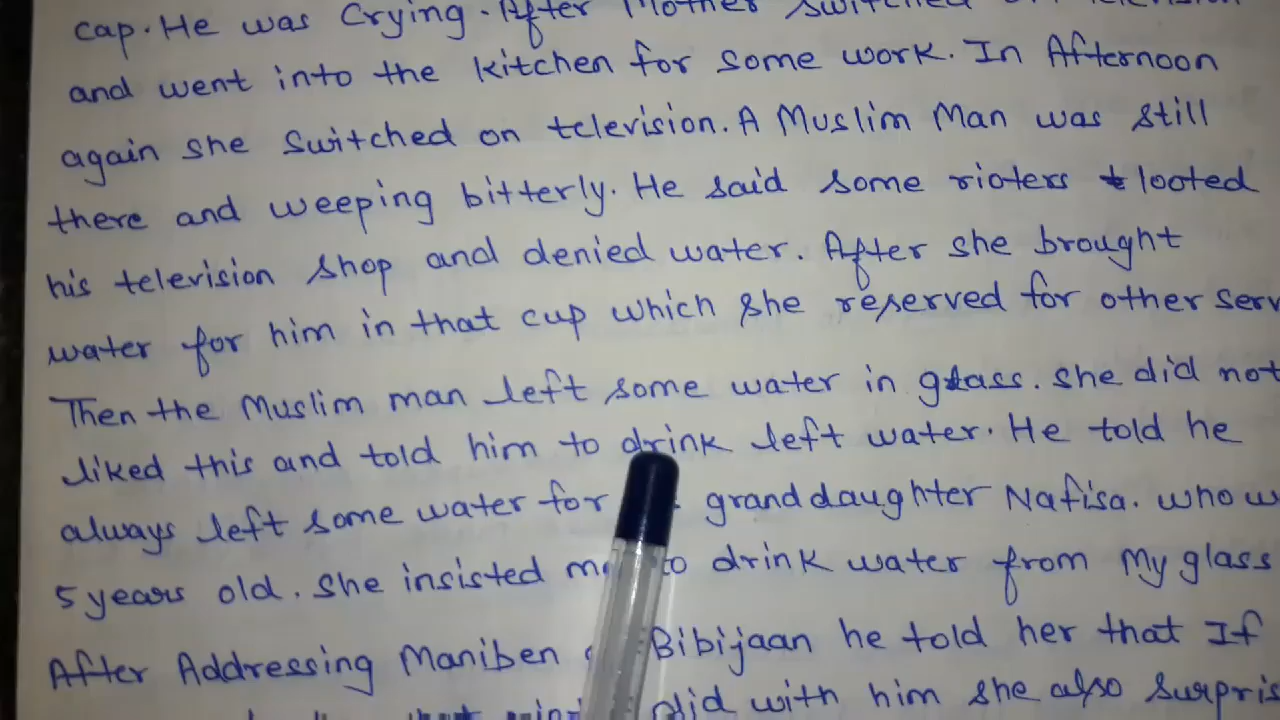 cap. He was Crying. After Mother switched
and went into the kitchen for some work. In Afternoon
again she switched on television. A Muslim Man was still
there and weeping bitterly. He said some rioters looted
his television shop and denied water. After she brought
water for him in that cup which she reserved for other serv
Then the Muslim man left some water in glass. She did not
liked this and told him to drink left water. He told he
always left some water for granddaughter Nafisa. who w
5 years old. She insisted to drink water from My glass
After Addressing Maniben Bibijaan he told her that If
did with him she also surpris